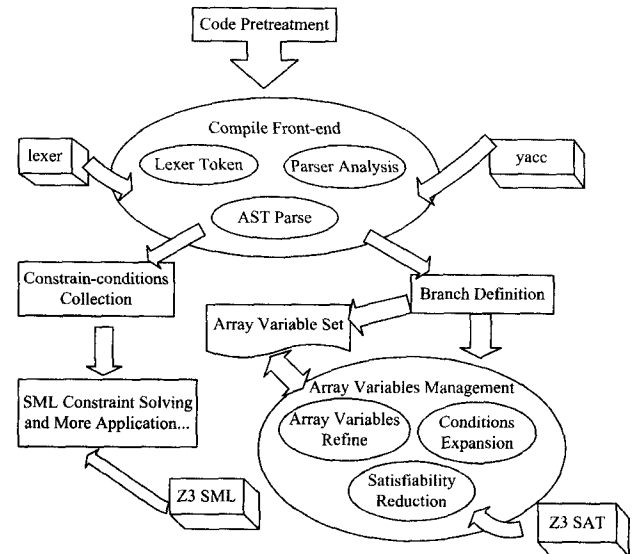 Code Pretreatment
Compile Front-end
lexer
yacc
Lexer Token
Parser Analysis
AST Parse
Constrain-conditions
Collection
Branch Definition
Array Variable Set
Array Variables Management
SML Constraint Solving
and More Application...
Array Variables
Refine
Conditions
Expansion
Satisfiability
Reduction
Z3 SML
Z3 SAT